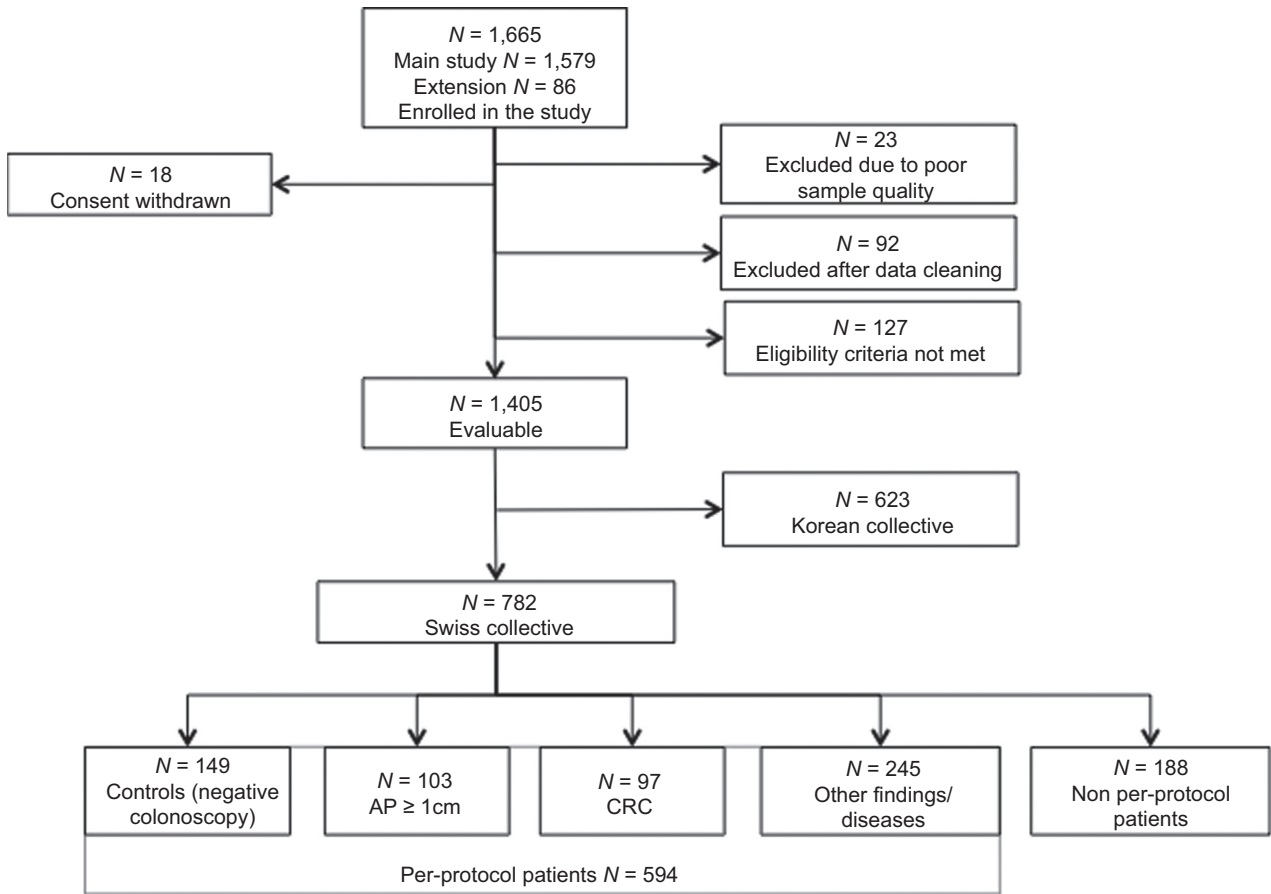 N = 1,665
Main study N = 1,579
Extension N = 86
Enrolled in the study
N = 23
Excluded due to poor
sample quality
N = 18
Consent withdrawn
N = 92
Excluded after data cleaning
N = 127
Eligibility criteria not met
N = 1,405
Evaluable
N = 623
Korean collective
N = 782
Swiss collective
N = 149
Controls (negative
colonoscopy)
N = 103
AP ≥ 1cm
N = 97
CRC
N = 245
Other findings/
diseases
N = 188
Non per-protocol
patients
Per-protocol patients N = 594